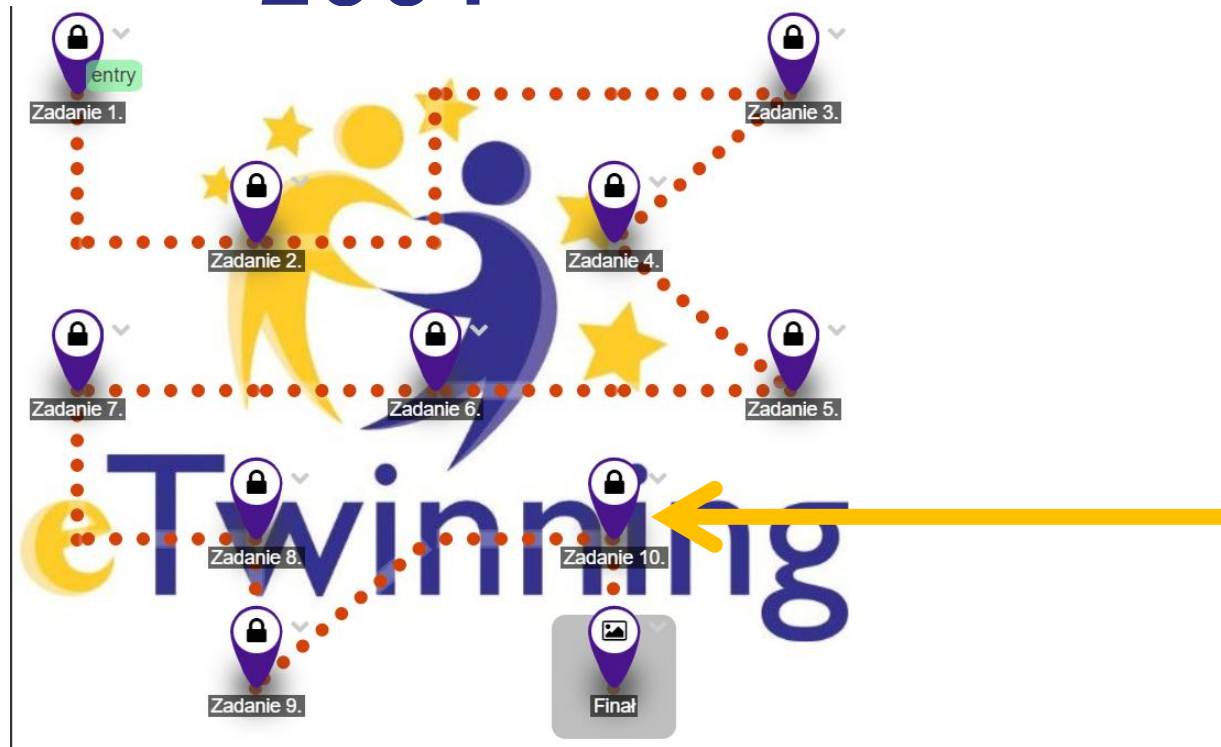 entry
Zadanie 1.
Zadanie 3.
Zadanie 2.
Zadanie 4.
Zadanie 7.
Zadanie 6.
Zadanie 5.
eTwinning
Zadanie 8.
Zadanie 10.
Zadanie 9.
Finał